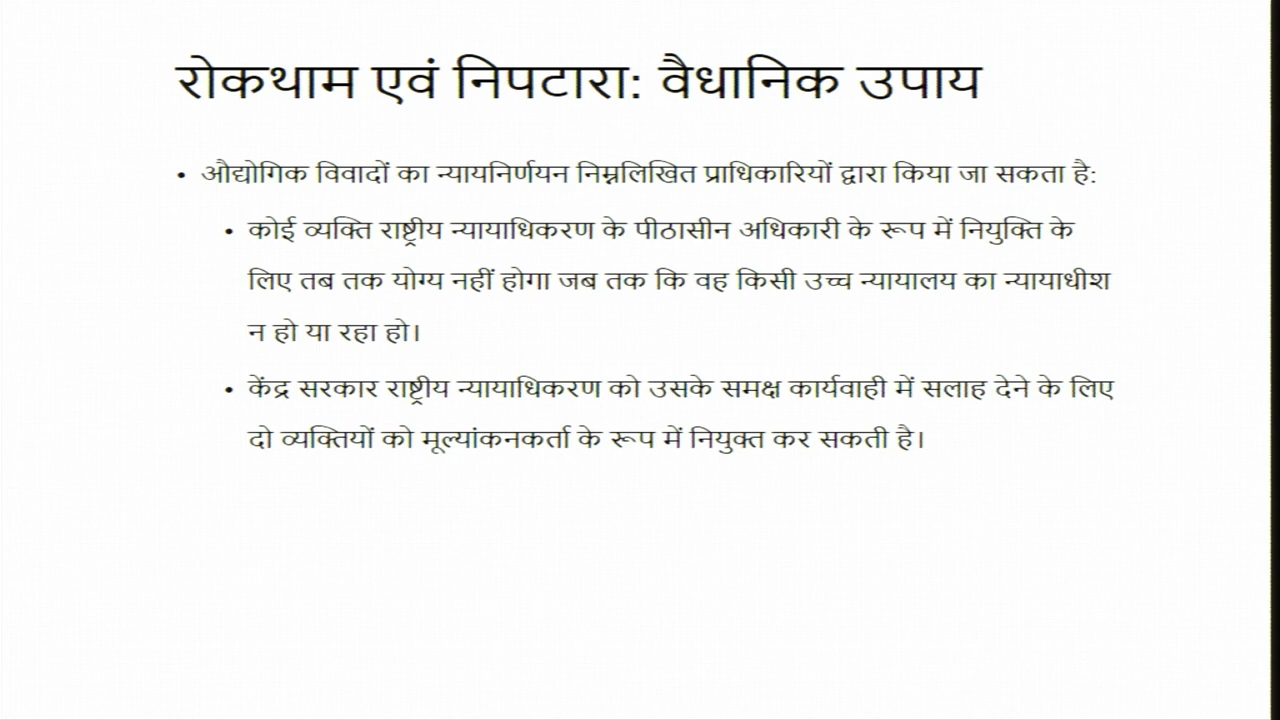 रोकथाम एवं निपटारा: वैधानिक उपाय
• औद्योगिक विवादों का न्यायनिर्णयन निम्नलिखित प्राधिकारियों द्वारा किया जा सकता है:
• कोई व्यक्ति राष्ट्रीय न्यायाधिकरण के पीठासीन अधिकारी के रूप में नियुक्ति के
लिए तब तक योग्य नहीं होगा जब तक कि वह किसी उच्च न्यायालय का न्यायाधीश
न हो या रहा हो।
• केंद्र सरकार राष्ट्रीय न्यायाधिकरण को उसके समक्ष कार्यवाही में सलाह देने के लिए
दो व्यक्तियों को मूल्यांकनकर्ता के रूप में नियुक्त कर सकती है।